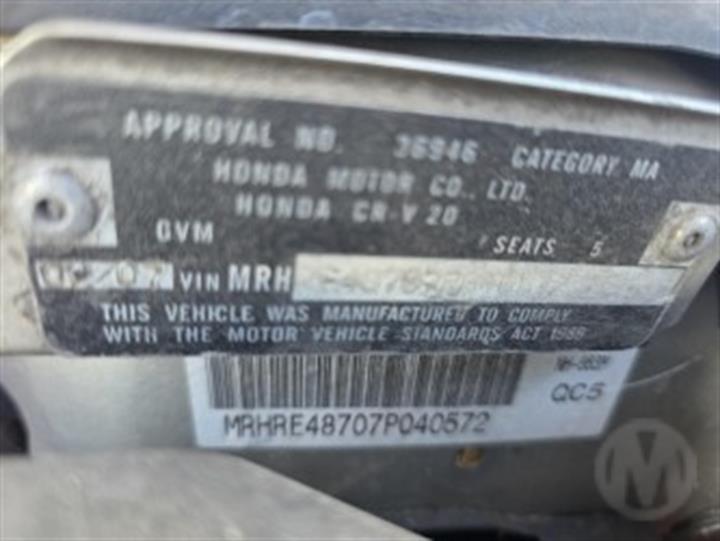 APPROVAL NO. 36946 CATEGORY MA
HONDA MOTOR CO., LTD.
HONDA CR-V 20
GVM SEATS 5
VIN MRH
THIS VEHICLE WAS MANUFACTURED TO COMPLY
WITH THE MOTOR VEHICLE STANDARDS ACT 1989
QC5
MRHRE48707P040572
M